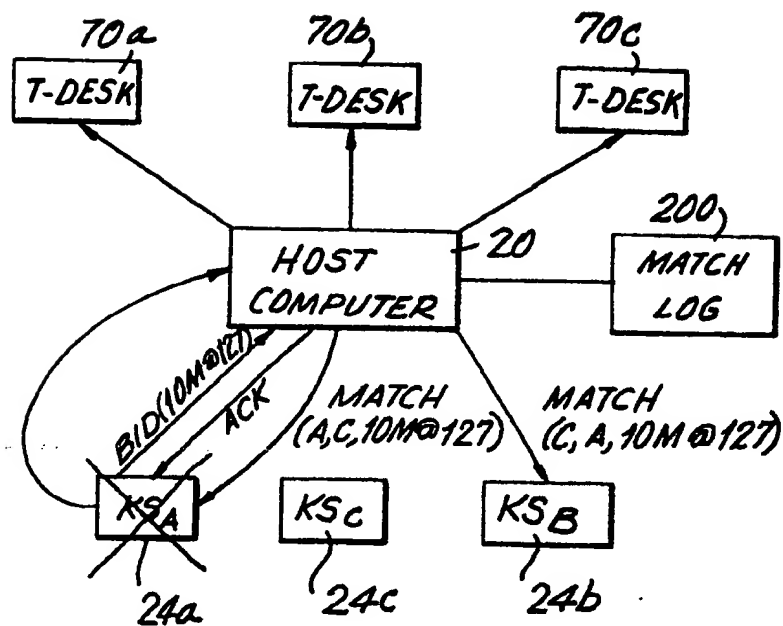 70a
70b
70c
T-DESK
T-DESK
T-DESK
20
200
HOST
COMPUTER
MATCH
LOG
BID(10M@127)
ACK
MATCH
(A,C,10M@127)
MATCH
(C,A,10M@127)
KSA
KSC
KSB
24a
24c
24b